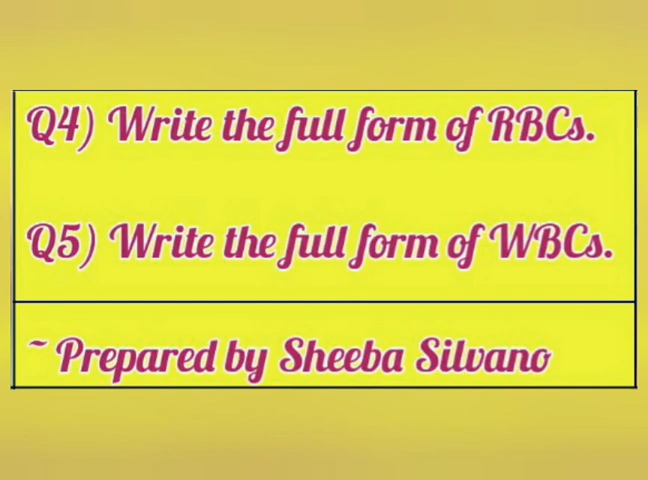 Q4) Write the full form of RBCs.
Q5) Write the full form of WBCs.
~ Prepared by Sheeba Silvano